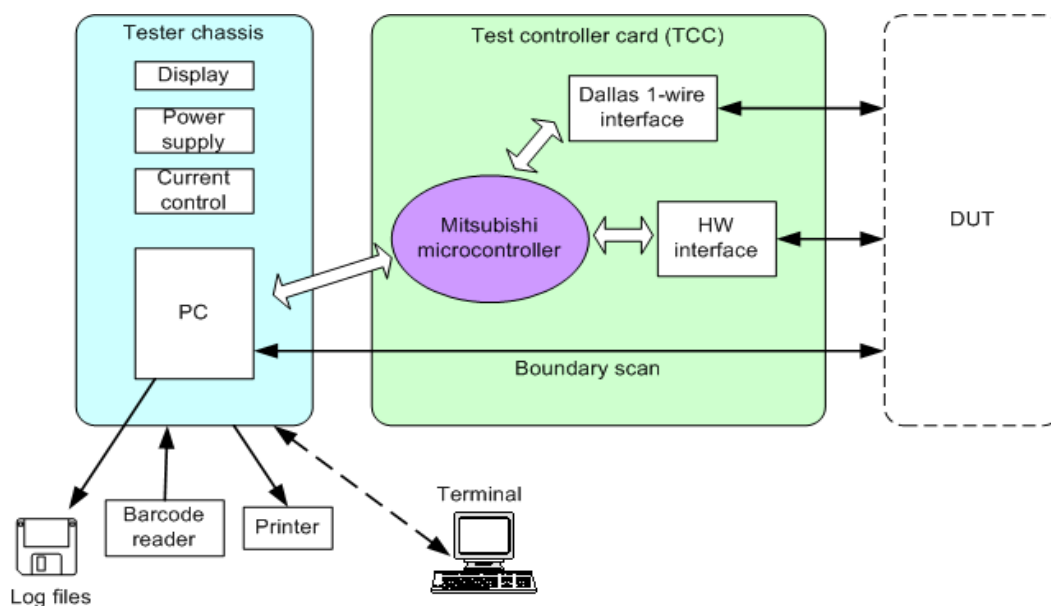 Tester chassis
Display
Power
supply
Current
control
PC
Test controller card (TCC)
Dallas 1-wire
interface
Mitsubishi
microcontroller
HW
interface
Boundary scan
DUT
Log files
Barcode
reader
Printer
Terminal